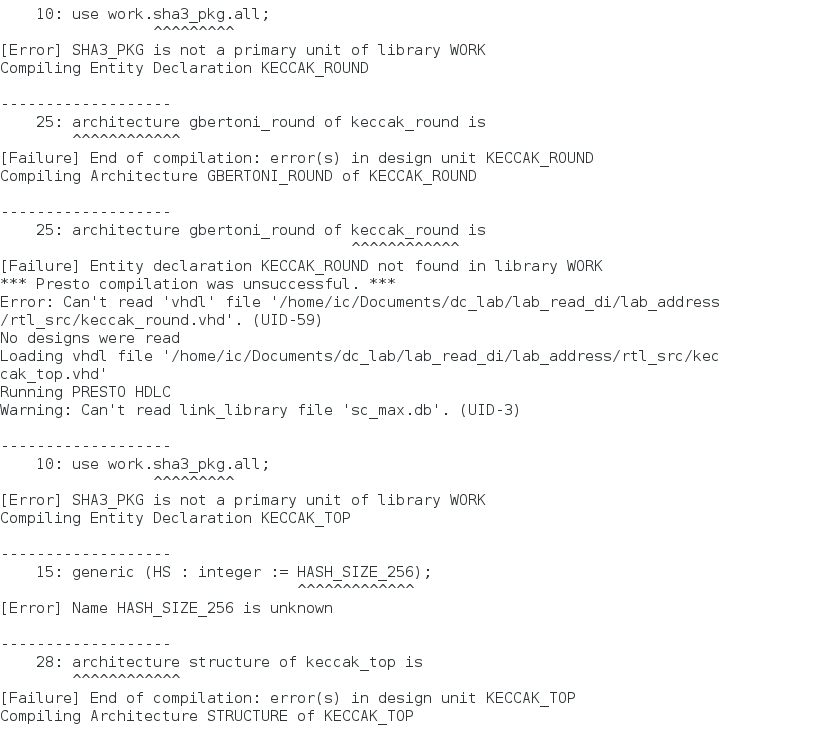 10: use work.sha3_pkg.all;
^^^^^^^^^
[Error] SHA3_PKG is not a primary unit of library WORK
Compiling Entity Declaration KECCAK_ROUND
-------------------
25: architecture gbertoni_round of keccak_round is
^^^^^^^^^^^^
[Failure] End of compilation: error(s) in design unit KECCAK_ROUND
Compiling Architecture GBERTONI_ROUND of KECCAK_ROUND
-------------------
25: architecture gbertoni_round of keccak_round is
^^^^^^^^^^^^
[Failure] Entity declaration KECCAK_ROUND not found in library WORK
*** Presto compilation was unsuccessful. ***
Error: Can't read 'vhdl' file '/home/ic/Documents/dc_lab/lab_read_di/lab_address
/rtl_src/keccak_round.vhd'. (UID-59)
No designs were read
Loading vhdl file '/home/ic/Documents/dc_lab/lab_read_di/lab_address/rtl_src/kec
cak_top.vhd'
Running PRESTO HDLC
Warning: Can't read link_library file 'sc_max.db'. (UID-3)
-------------------
10: use work.sha3_pkg.all;
^^^^^^^^^
[Error] SHA3_PKG is not a primary unit of library WORK
Compiling Entity Declaration KECCAK_TOP
-------------------
15: generic (HS : integer := HASH_SIZE_256);
^^^^^^^^^^^^^
[Error] Name HASH_SIZE_256 is unknown
-------------------
28: architecture structure of keccak_top is
^^^^^^^^^^^^
[Failure] End of compilation: error(s) in design unit KECCAK_TOP
Compiling Architecture STRUCTURE of KECCAK_TOP